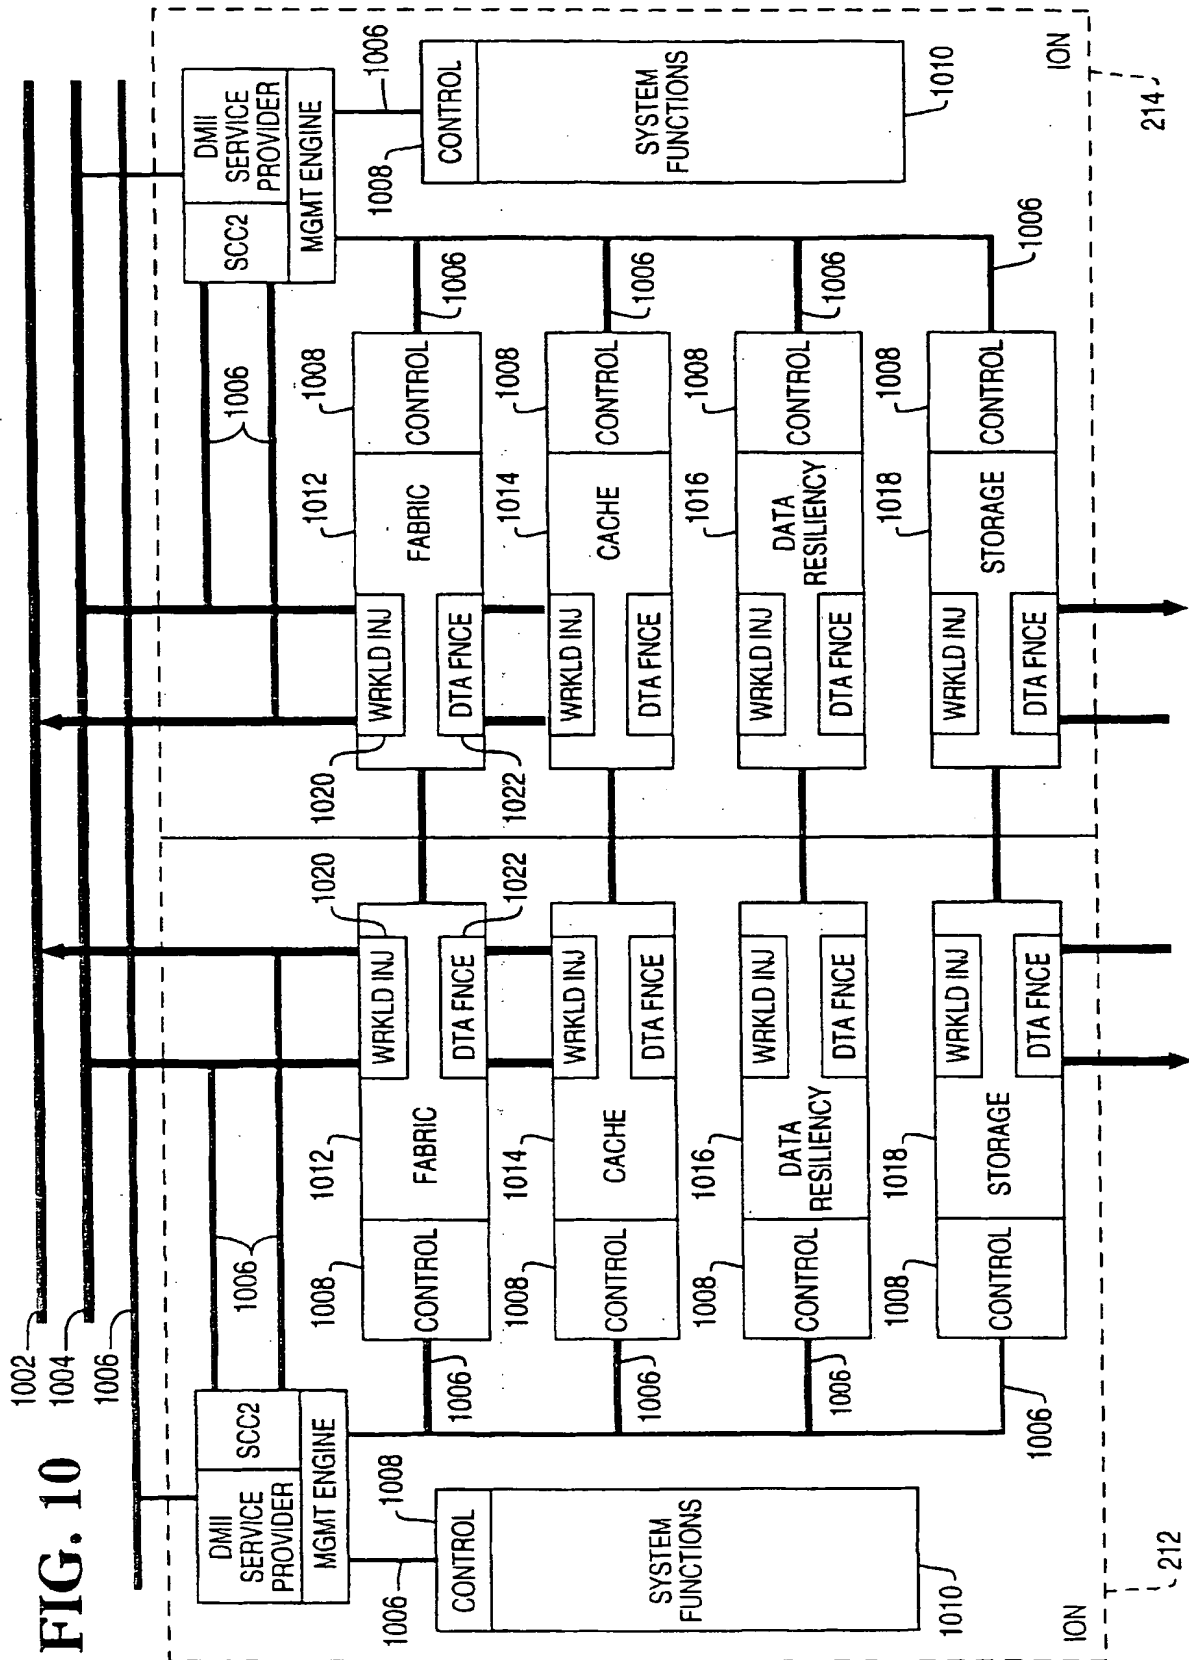 FIG. 10
1002
1004
1006
DMII
SERVICE
PROVIDER
SCC2
MGMT ENGINE
1006
1006
1008
CONTROL
SYSTEM
FUNCTIONS
1010
1008
CONTROL
1012
FABRIC
WRKLD INJ
1020
DTA FNCE
1022
1006
1008
CONTROL
1014
CACHE
WRKLD INJ
DTA FNCE
1006
1008
CONTROL
1016
DATA
RESILIENCY
WRKLD INJ
DTA FNCE
1006
1008
CONTROL
1018
STORAGE
WRKLD INJ
DTA FNCE
1006
ION
212
SCC2
DMII
SERVICE
PROVIDER
MGMT ENGINE
1006
1006
1008
CONTROL
SYSTEM
FUNCTIONS
1010
1020
WRKLD INJ
1022
DTA FNCE
1012
FABRIC
1008
CONTROL
1006
WRKLD INJ
DTA FNCE
1014
CACHE
1008
CONTROL
1006
WRKLD INJ
DTA FNCE
1016
DATA
RESILIENCY
1008
CONTROL
1006
WRKLD INJ
DTA FNCE
1018
STORAGE
1008
CONTROL
1006
ION
214